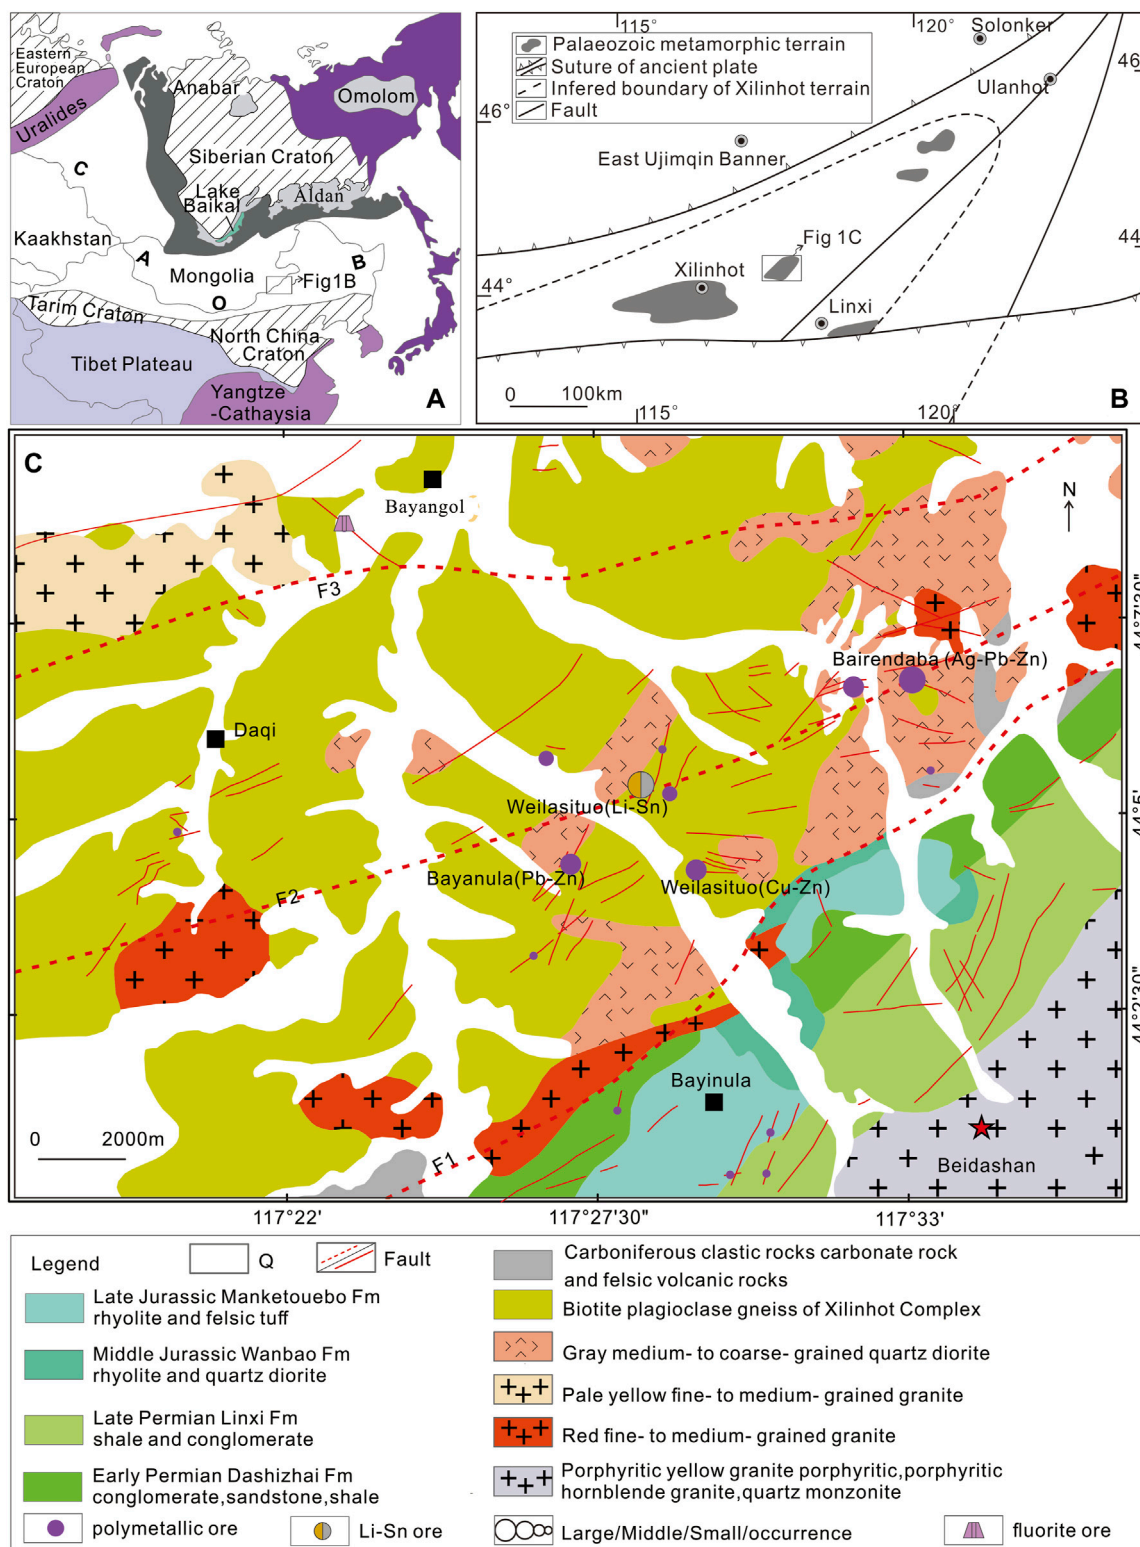 Eastern
European
Craton
Anabar
Omolom
Uralides
Siberian Craton
C
Lake
Baikal
Aldan
Kaakhstan
A
B
Mongolia
Fig1B
O
Tarim Craton
North China
Craton
Tibet Plateau
Yangtze
-Cathaysia
A
115°
120°
Solonker
Palaeozoic metamorphic terrain
Suture of ancient plate
Infered boundary of Xilinhot terrain
Fault
46
Ulanhot
46°
East Ujimqin Banner
Fig 1C
44
Xilinhot
44°
Linxi
0 100km
115°
120°
B
C
N
Bayangol
F3
44°7'30"
Bairendaba (Ag-Pb-Zn)
Daqi
Weilasituo(Li-Sn)
44°5'
Bayanula(Pb-Zn)
Weilasituo(Cu-Zn)
F2
44°2'30"
Bayinula
0 2000m
F1
Beidashan
117°22'
117°27'30"
117°33'
Legend
Q
Fault
Late Jurassic Manketouebo Fm
rhyolite and felsic tuff
Middle Jurassic Wanbao Fm
rhyolite and quartz diorite
Late Permian Linxi Fm
shale and conglomerate
Early Permian Dashizhai Fm
conglomerate,sandstone,shale
polymetallic ore
Li-Sn ore
Carboniferous clastic rocks carbonate rock
and felsic volcanic rocks
Biotite plagioclase gneiss of Xilinhot Complex
Gray medium- to coarse- grained quartz diorite
Pale yellow fine- to medium- grained granite
Red fine- to medium- grained granite
Porphyritic yellow granite porphyritic,porphyritic
hornblende granite,quartz monzonite
Large/Middle/Small/occurrence
fluorite ore